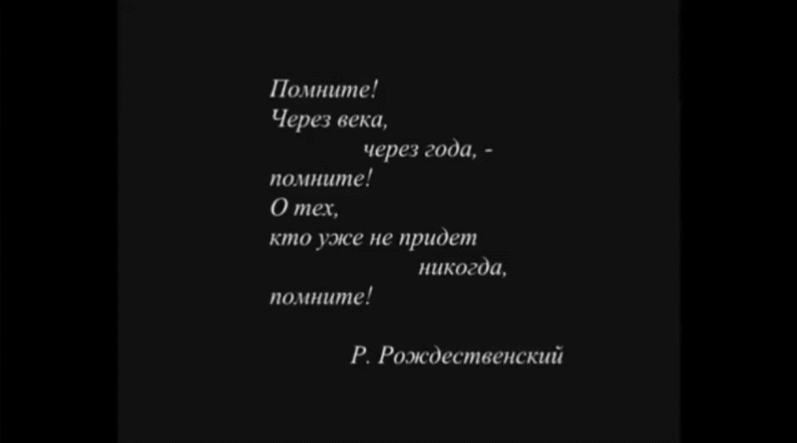 Помните!
Через века,
через года, -
помните!
О тех,
кто уже не придет
никогда,
помните!
Р. Рождественский